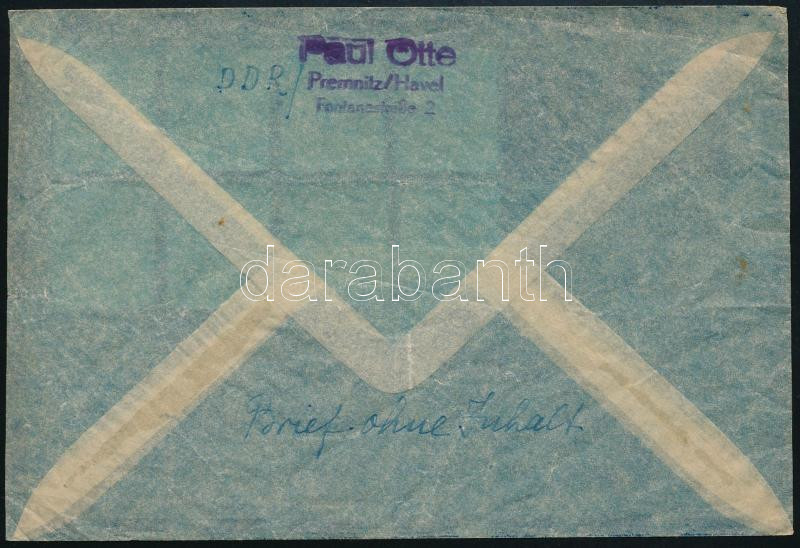 Paul Otte
DDR/ Premnitz/Havel
Fontanestraße 2
darabanth
Brief ohne Inhalt